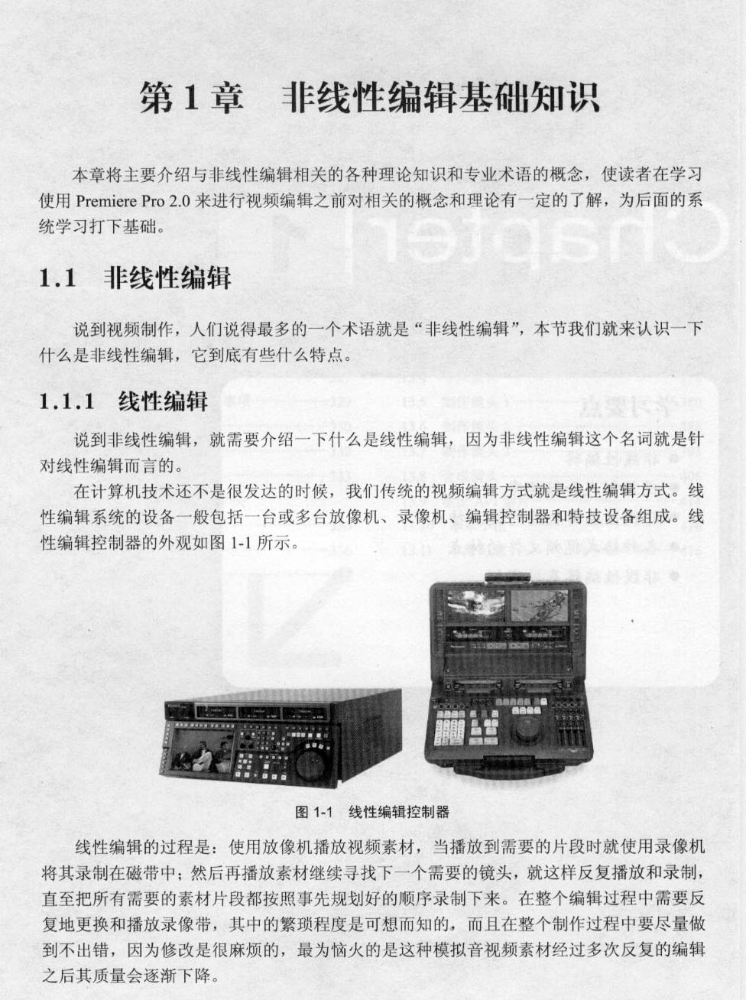 第1章 非线性编辑基础知识
本章将主要介绍与非线性编辑相关的各种理论知识和专业术语的概念，使读者在学习
使用 Premiere Pro 2.0 来进行视频编辑之前对相关的概念和理论有一定的了解，为后面的系
统学习打下基础。
1.1 非线性编辑
说到视频制作，人们说得最多的一个术语就是“非线性编辑”，本节我们就来认识一下
什么是非线性编辑，它到底有些什么特点。
1.1.1 线性编辑
说到非线性编辑，就需要介绍一下什么是线性编辑，因为非线性编辑这个名词就是针
对线性编辑而言的。
在计算机技术还不是很发达的时候，我们传统的视频编辑方式就是线性编辑方式。线
性编辑系统的设备一般包括一台或多台放像机、录像机、编辑控制器和特技设备组成。线
性编辑控制器的外观如图 1-1 所示。
图 1-1 线性编辑控制器
线性编辑的过程是：使用放像机播放视频素材，当播放到需要的片段时就使用录像机
将其录制在磁带中；然后再播放素材继续寻找下一个需要的镜头，就这样反复播放和录制，
直至把所有需要的素材片段都按照事先规划好的顺序录制下来。在整个编辑过程中需要反
复地更换和播放录像带，其中的繁琐程度是可想而知的，而且在整个制作过程中要尽量做
到不出错，因为修改是很麻烦的，最为恼火的是这种模拟音视频素材经过多次反复的编辑
之后其质量会逐渐下降。